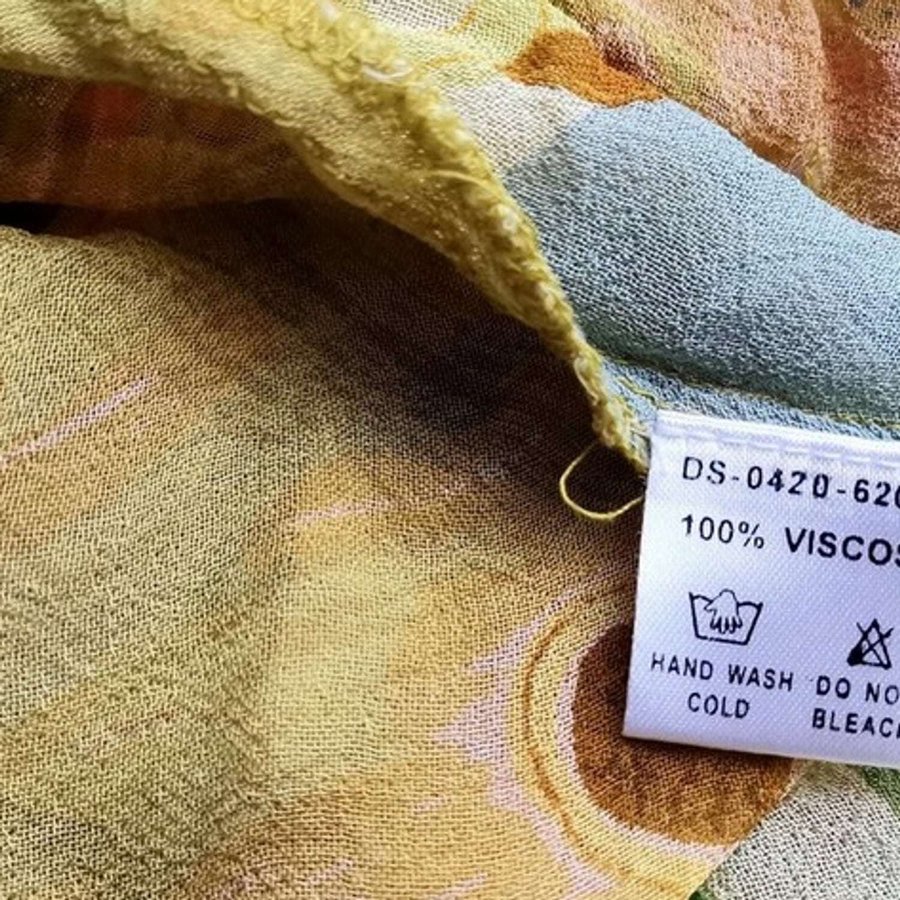 DS-0420-620
100% VISCOS
HAND WASH
COLD
DO NO
BLEAC